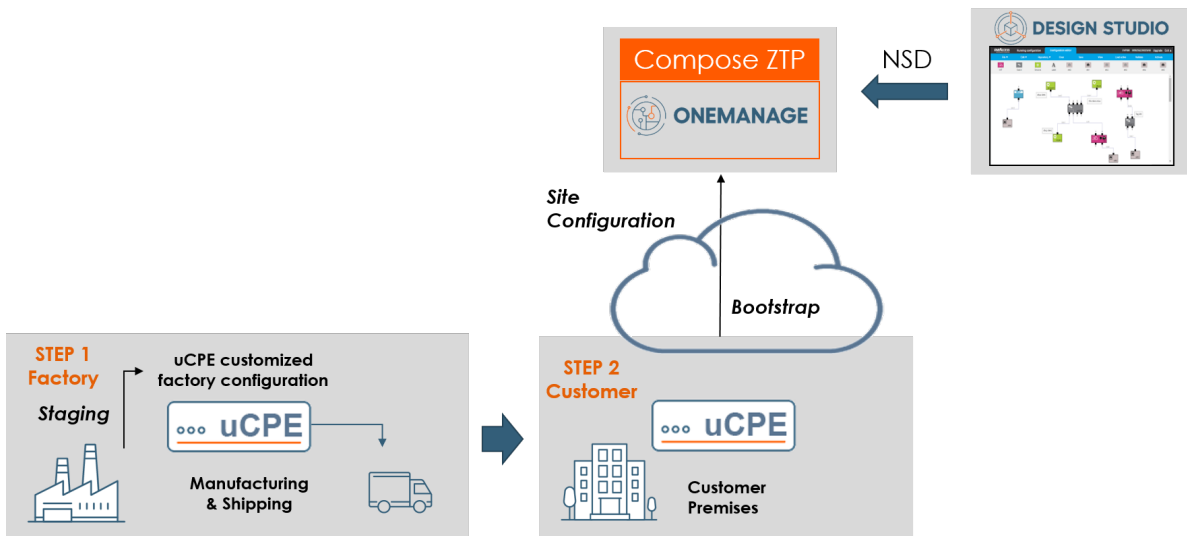 DESIGN STUDIO
Compose ZTP
ONEMANAGE
NSD
Site
Configuration
Bootstrap
STEP 1
Factory
uCPE customized
factory configuration
Staging
uCPE
Manufacturing
& Shipping
STEP 2
Customer
uCPE
Customer
Premises